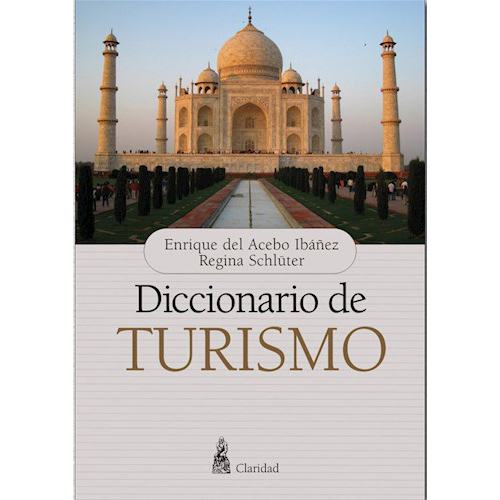 Enrique del Acebo Ibáñez
Regina Schlüter
Diccionario de
TURISMO
Claridad